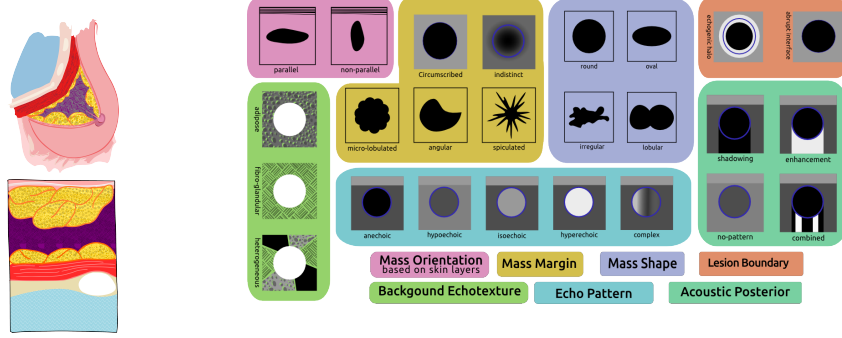 parallel
non-parallel
Circumscribed
indistinct
round
oval
echogenic halo
abrupt interface
adipose
micro-lobulated
angular
spiculated
irregular
lobular
shadowing
enhancement
fibro-glandular
anechoic
hypoechoic
isoechoic
hyperechoic
complex
no-pattern
combined
heterogeneous
Mass Orientation
based on skin layers
Mass Margin
Mass Shape
Lesion Boundary
Backgound Echotexture
Echo Pattern
Acoustic Posterior